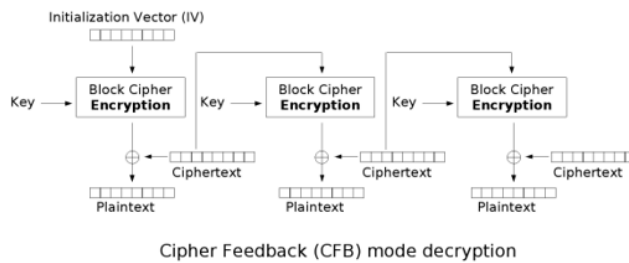 Initialization Vector (IV)
Block Cipher
Encryption
Key
Block Cipher
Encryption
Key
Block Cipher
Encryption
Key
Ciphertext
Ciphertext
Ciphertext
Plaintext
Plaintext
Plaintext
Cipher Feedback (CFB) mode decryption